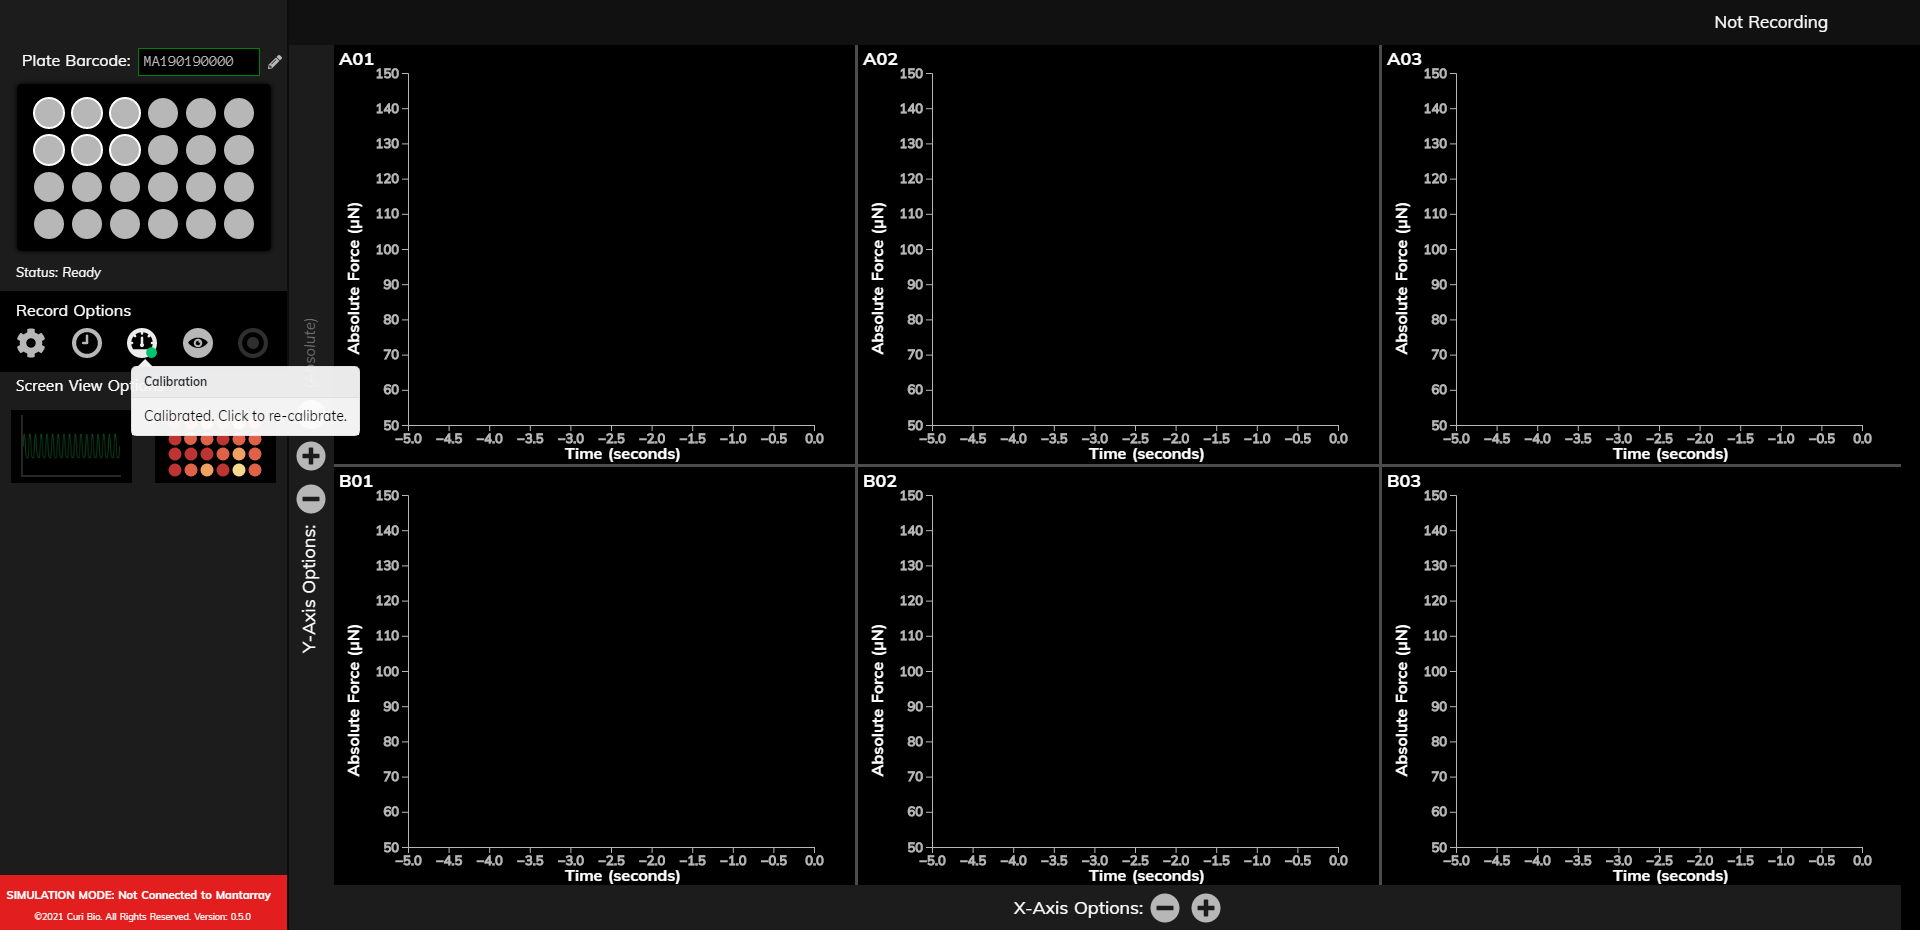 Not Recording
Plate Barcode: MA190190000
Status: Ready
Record Options
Screen View Opt
Calibration
Calibrated. Click to re-calibrate.
SIMULATION MODE: Not Connected to Mantarray
©2021 Curi Bio. All Rights Reserved. Version: 0.5.0
Y-Axis Options:
A01
150
140
130
120
110
100
90
80
70
60
50
Absolute Force (µN)
−5.0 −4.5 −4.0 −3.5 −3.0 −2.5 −2.0 −1.5 −1.0 −0.5 0.0
Time (seconds)
A02
150
140
130
120
110
100
90
80
70
60
50
Absolute Force (µN)
−5.0 −4.5 −4.0 −3.5 −3.0 −2.5 −2.0 −1.5 −1.0 −0.5 0.0
Time (seconds)
A03
150
140
130
120
110
100
90
80
70
60
50
Absolute Force (µN)
−5.0 −4.5 −4.0 −3.5 −3.0 −2.5 −2.0 −1.5 −1.0 −0.5 0.0
Time (seconds)
B01
150
140
130
120
110
100
90
80
70
60
50
Absolute Force (µN)
−5.0 −4.5 −4.0 −3.5 −3.0 −2.5 −2.0 −1.5 −1.0 −0.5 0.0
Time (seconds)
B02
150
140
130
120
110
100
90
80
70
60
50
Absolute Force (µN)
−5.0 −4.5 −4.0 −3.5 −3.0 −2.5 −2.0 −1.5 −1.0 −0.5 0.0
Time (seconds)
B03
150
140
130
120
110
100
90
80
70
60
50
Absolute Force (µN)
−5.0 −4.5 −4.0 −3.5 −3.0 −2.5 −2.0 −1.5 −1.0 −0.5 0.0
Time (seconds)
X-Axis Options: